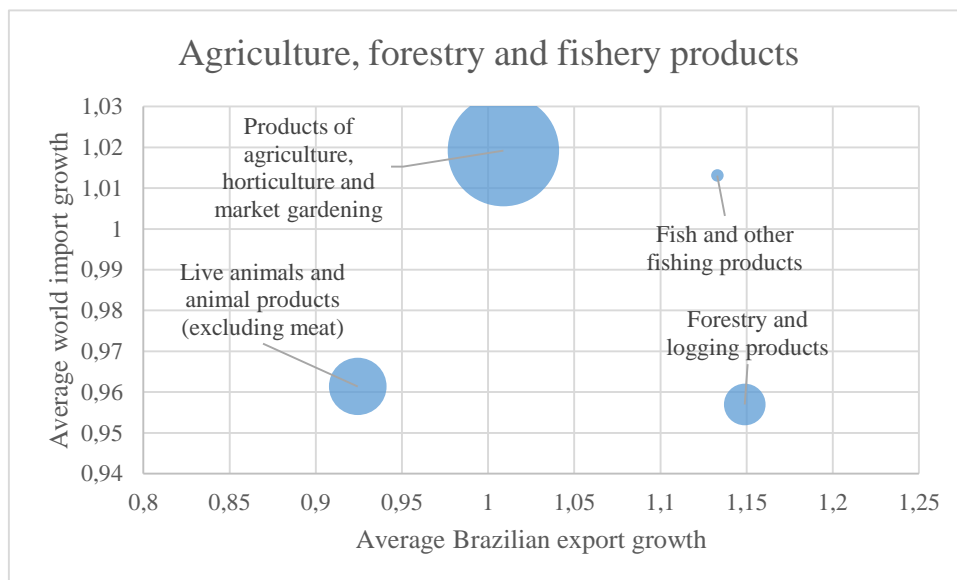 Agriculture, forestry and fishery products
Average world import growth
1,03
1,02
1,01
1
0,99
0,98
0,97
0,96
0,95
0,94
Products of
agriculture,
horticulture and
market gardening
Fish and other
fishing products
Live animals and
animal products
(excluding meat)
Forestry and
logging products
0,8
0,85
0,9
0,95
1
1,05
1,1
1,15
1,2
1,25
Average Brazilian export growth